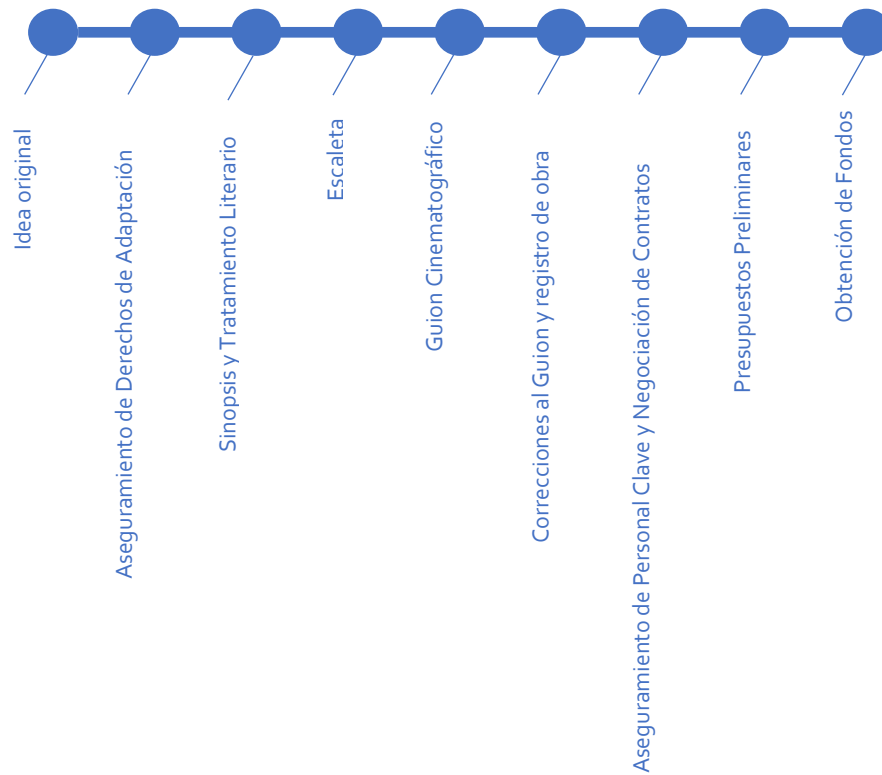 Idea original
Aseguramiento de Derechos de Adaptación
Sinopsis y Tratamiento Literario
Escaleta
Guion Cinematográfico
Correcciones al Guion y registro de obra
Aseguramiento de Personal Clave y Negociación de Contratos
Presupuestos Preliminares
Obtención de Fondos